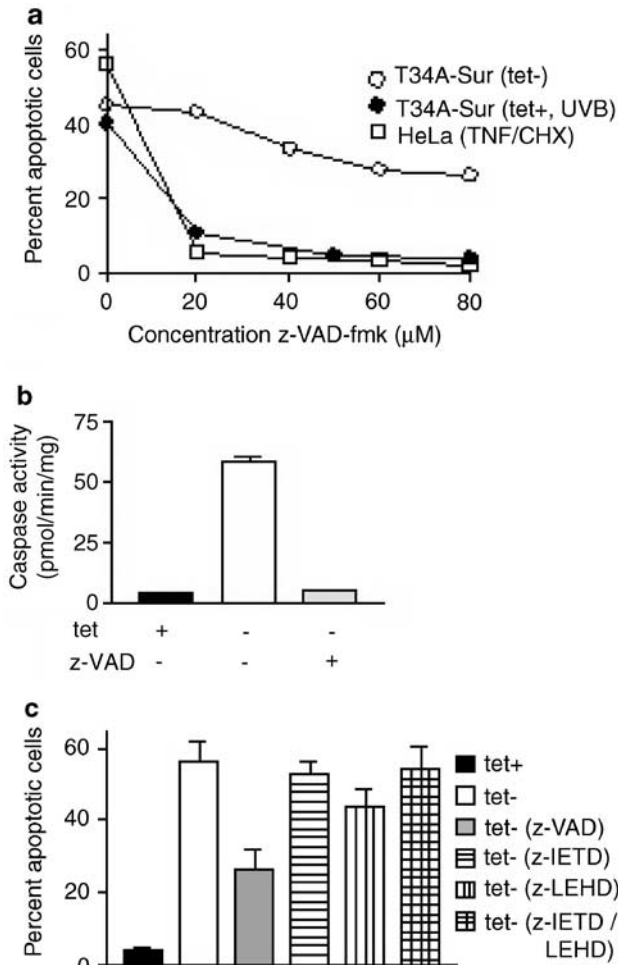 a
Percent apoptotic cells
60
40
20
0
T34A-Sur (tet-)
T34A-Sur (tet+, UVB)
HeLa (TNF/CHX)
0 20 40 60 80
Concentration z-VAD-fmk (μM)
b
Caspase activity
(pmol/min/mg)
75
50
25
0
tet + - -
z-VAD - - +
c
Percent apoptotic cells
60
40
20
0
tet+
tet-
tet- (z-VAD)
tet- (z-IETD)
tet- (z-LEHD)
tet- (z-IETD /
LEHD)